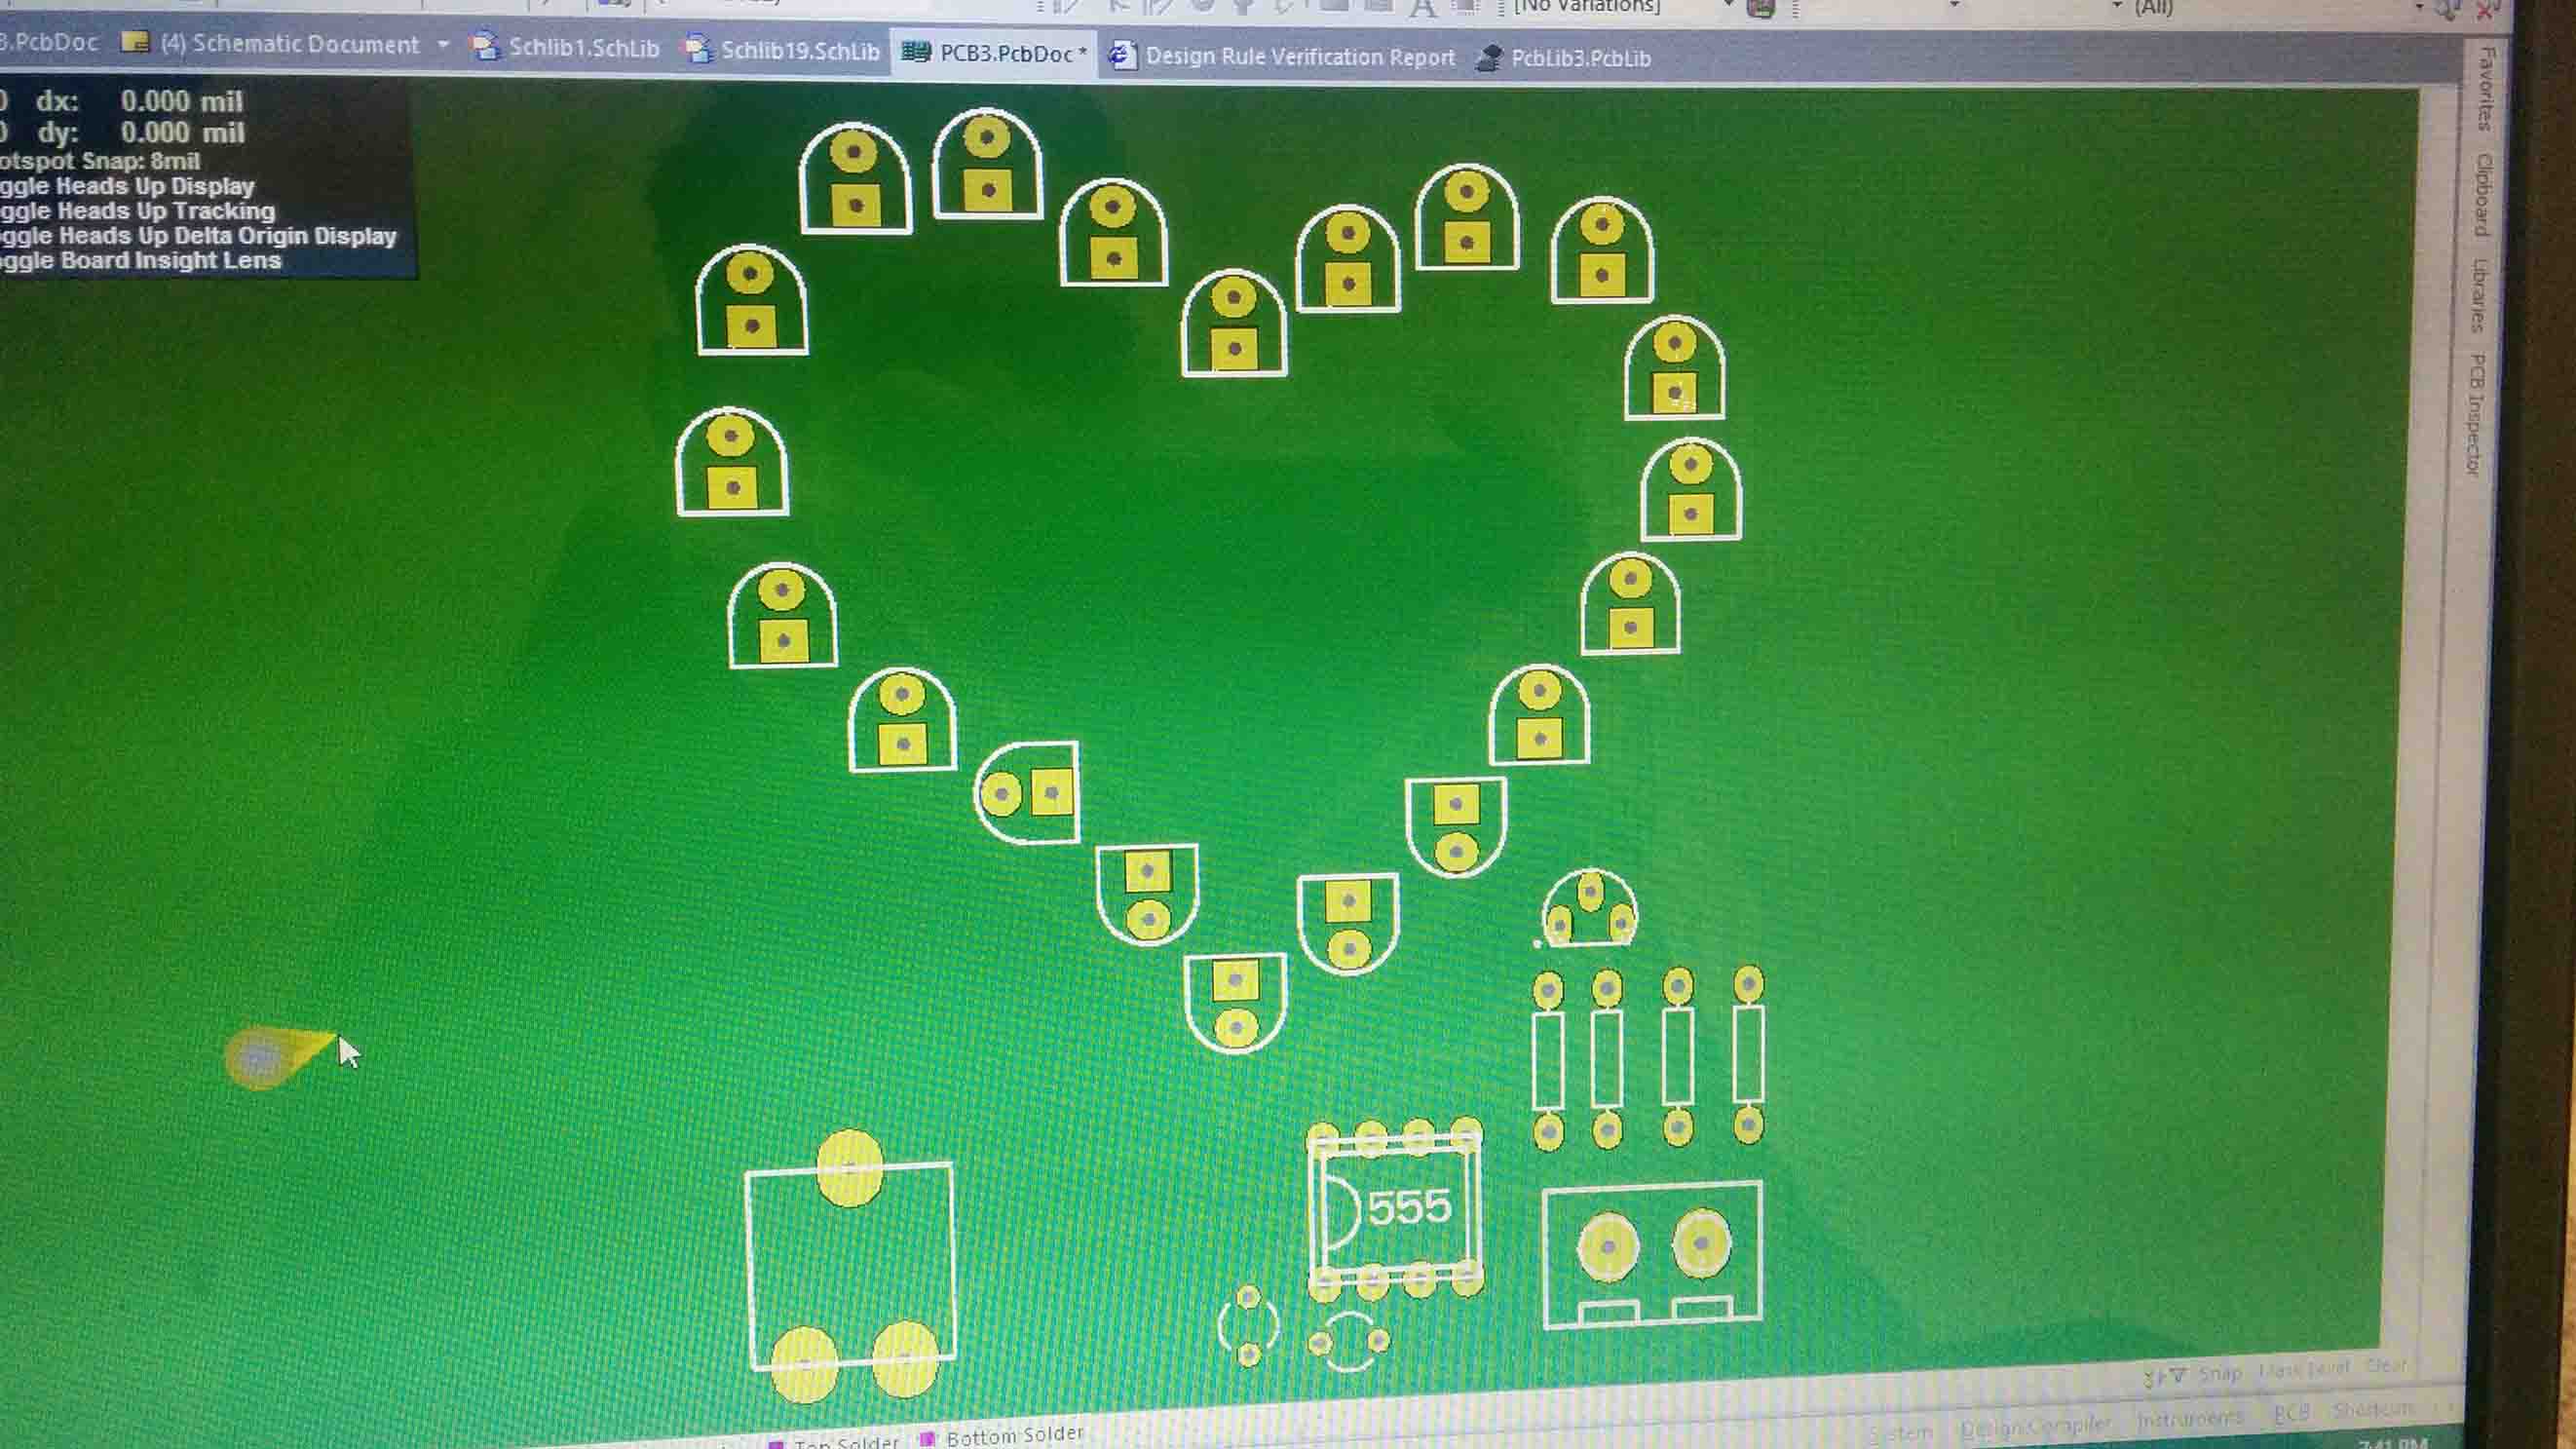 [No Variations]
(All)
3.PcbDoc
(4) Schematic Document
Schlib1.SchLib
Schlib19.SchLib
PCB3.PcbDoc *
Design Rule Verification Report
PcbLib3.PcbLib
dx: 0.000 mil
dy: 0.000 mil
otspot Snap: 8mil
ggle Heads Up Display
ggle Heads Up Tracking
ggle Heads Up Delta Origin Display
ggle Board Insight Lens
Favorites
Clipboard
Libraries
PCB Inspector
555
Snap Mask Level Clear
Top Solder
Bottom Solder
System
Design Compiler
Instruments
PCB
Shortcuts
7:41 PM